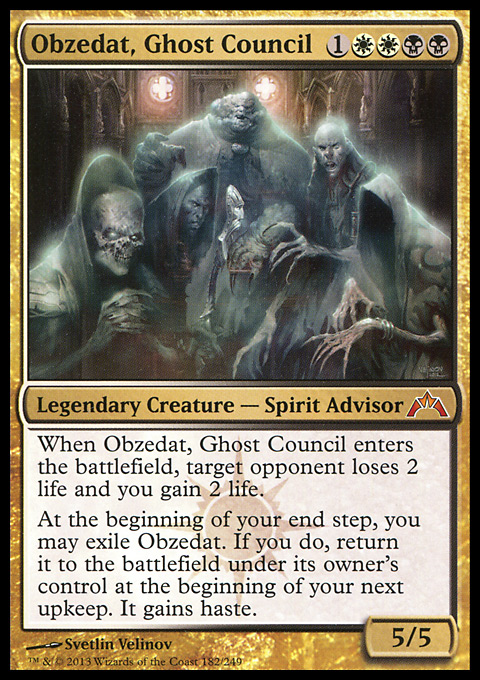 Obzedat, Ghost Council 1
Legendary Creature — Spirit Advisor
When Obzedat, Ghost Council enters
the battlefield, target opponent loses 2
life and you gain 2 life.
At the beginning of your end step, you
may exile Obzedat. If you do, return
it to the battlefield under its owner's
control at the beginning of your next
upkeep. It gains haste.
5/5
Svetlin Velinov
™ & © 2013 Wizards of the Coast 182/249